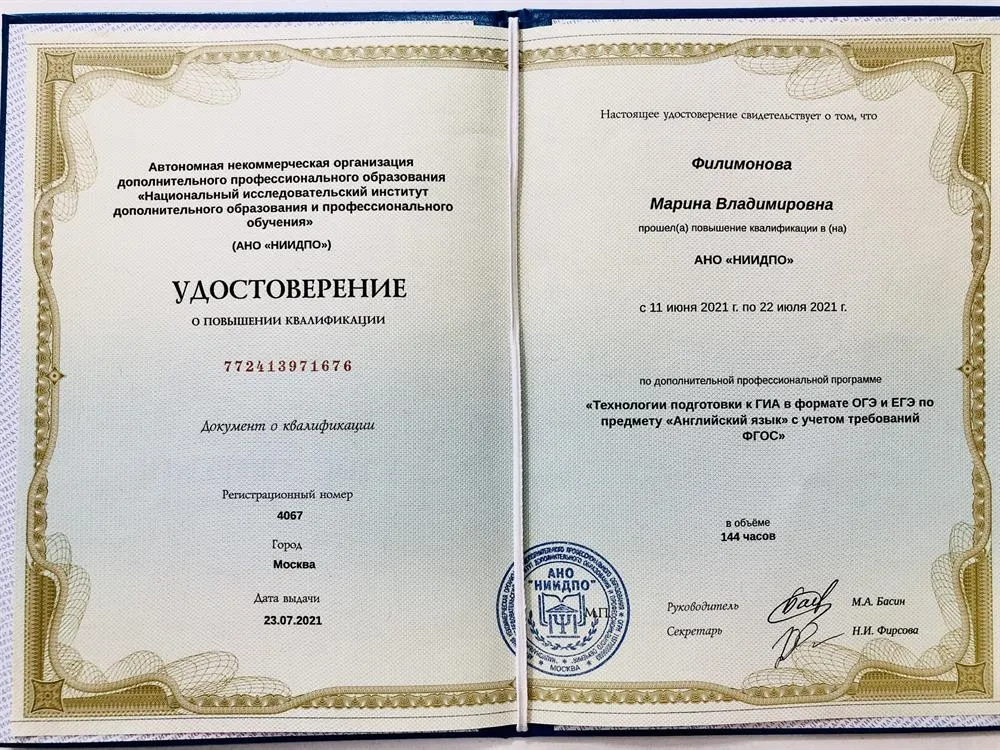 Автономная некоммерческая организация
дополнительного профессионального образования
«Национальный исследовательский институт
дополнительного образования и профессионального
обучения»
(АНО «НИИДПО»)
УДОСТОВЕРЕНИЕ
О ПОВЫШЕНИИ КВАЛИФИКАЦИИ
772413971676
Документ о квалификации
Регистрационный номер
4067
Город
Москва
Дата выдачи
23.07.2021
Настоящее удостоверение свидетельствует о том, что
Филимонова
Марина Владимировна
прошел(а) повышение квалификации в (на)
АНО «НИИДПО»
с 11 июня 2021 г. по 22 июля 2021 г.
по дополнительной профессиональной программе
«Технологии подготовки к ГИА в формате ОГЭ и ЕГЭ по
предмету «Английский язык» с учетом требований
ФГОС»
в объёме
144 часов
АНО
"НИИДПО"
МОСКВА
М.П.
Руководитель М.А. Басин
Секретарь Н.И. Фирсова